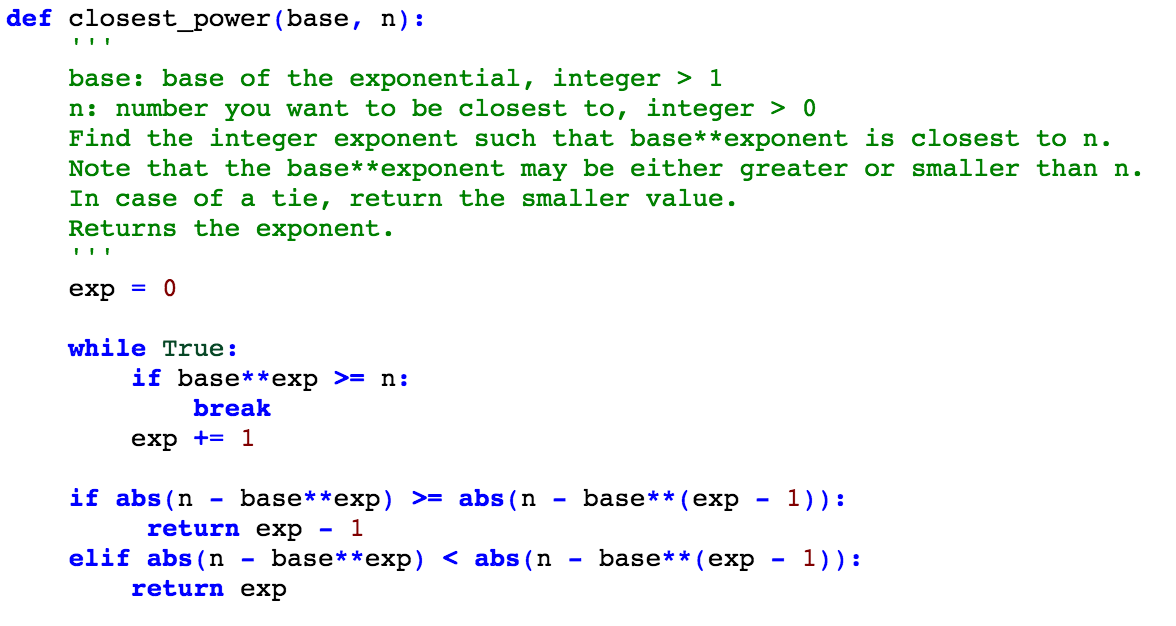 def closest_power(base, n):
    '''
    base: base of the exponential, integer > 1
    n: number you want to be closest to, integer > 0
    Find the integer exponent such that base**exponent is closest to n.
    Note that the base**exponent may be either greater or smaller than n.
    In case of a tie, return the smaller value.
    Returns the exponent.
    '''
    exp = 0
    while True:
        if base**exp >= n:
            break
        exp += 1
    if abs(n - base**exp) >= abs(n - base**(exp - 1)):
         return exp - 1
    elif abs(n - base**exp) < abs(n - base**(exp - 1)):
        return exp